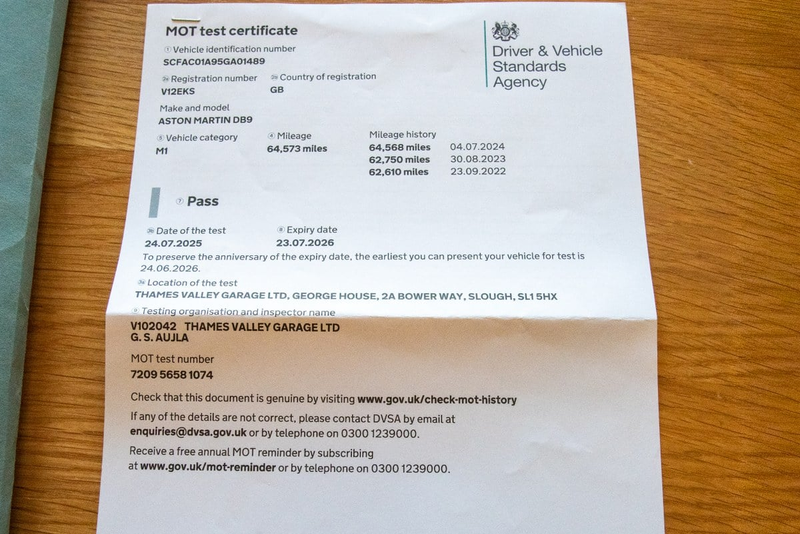 MOT test certificate
Driver & Vehicle
Standards
Agency
① Vehicle identification number
SCFAC01A95GA01489
Registration number Country of registration
V12EKS GB
Make and model
ASTON MARTIN DB9
⑤ Vehicle category ④ Mileage Mileage history
M1 64,573 miles 64,568 miles 04.07.2024
62,750 miles 30.08.2023
62,610 miles 23.09.2022
⑦ Pass
Date of the test ⑧ Expiry date
24.07.2025 23.07.2026
To preserve the anniversary of the expiry date, the earliest you can present your vehicle for test is
24.06.2026.
Location of the test
THAMES VALLEY GARAGE LTD, GEORGE HOUSE, 2A BOWER WAY, SLOUGH, SL1 5HX
Testing organisation and inspector name
V102042 THAMES VALLEY GARAGE LTD
G. S. AUJLA
MOT test number
7209 5658 1074
Check that this document is genuine by visiting www.gov.uk/check-mot-history
If any of the details are not correct, please contact DVSA by email at
enquiries@dvsa.gov.uk or by telephone on 0300 1239000.
Receive a free annual MOT reminder by subscribing
at www.gov.uk/mot-reminder or by telephone on 0300 1239000.